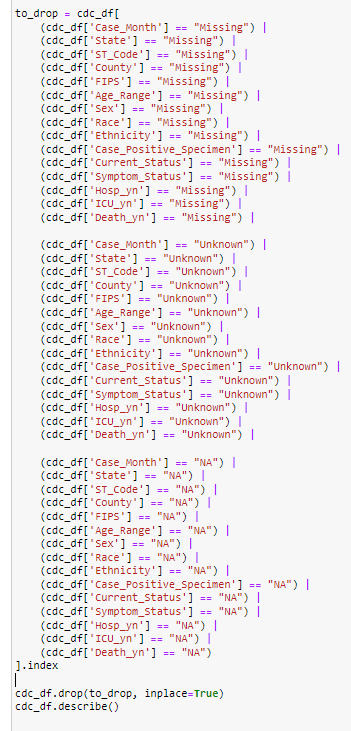 to_drop = cdc_df[
    (cdc_df['Case_Month'] == "Missing") |
    (cdc_df['State'] == "Missing") |
    (cdc_df['ST_Code'] == "Missing") |
    (cdc_df['County'] == "Missing") |
    (cdc_df['FIPS'] == "Missing") |
    (cdc_df['Age_Range'] == "Missing") |
    (cdc_df['Sex'] == "Missing") |
    (cdc_df['Race'] == "Missing") |
    (cdc_df['Ethnicity'] == "Missing") |
    (cdc_df['Case_Positive_Specimen'] == "Missing") |
    (cdc_df['Current_Status'] == "Missing") |
    (cdc_df['Symptom_Status'] == "Missing") |
    (cdc_df['Hosp_yn'] == "Missing") |
    (cdc_df['ICU_yn'] == "Missing") |
    (cdc_df['Death_yn'] == "Missing") |

    (cdc_df['Case_Month'] == "Unknown") |
    (cdc_df['State'] == "Unknown") |
    (cdc_df['ST_Code'] == "Unknown") |
    (cdc_df['County'] == "Unknown") |
    (cdc_df['FIPS'] == "Unknown") |
    (cdc_df['Age_Range'] == "Unknown") |
    (cdc_df['Sex'] == "Unknown") |
    (cdc_df['Race'] == "Unknown") |
    (cdc_df['Ethnicity'] == "Unknown") |
    (cdc_df['Case_Positive_Specimen'] == "Unknown") |
    (cdc_df['Current_Status'] == "Unknown") |
    (cdc_df['Symptom_Status'] == "Unknown") |
    (cdc_df['Hosp_yn'] == "Unknown") |
    (cdc_df['ICU_yn'] == "Unknown") |
    (cdc_df['Death_yn'] == "Unknown") |

    (cdc_df['Case_Month'] == "NA") |
    (cdc_df['State'] == "NA") |
    (cdc_df['ST_Code'] == "NA") |
    (cdc_df['County'] == "NA") |
    (cdc_df['FIPS'] == "NA") |
    (cdc_df['Age_Range'] == "NA") |
    (cdc_df['Sex'] == "NA") |
    (cdc_df['Race'] == "NA") |
    (cdc_df['Ethnicity'] == "NA") |
    (cdc_df['Case_Positive_Specimen'] == "NA") |
    (cdc_df['Current_Status'] == "NA") |
    (cdc_df['Symptom_Status'] == "NA") |
    (cdc_df['Hosp_yn'] == "NA") |
    (cdc_df['ICU_yn'] == "NA") |
    (cdc_df['Death_yn'] == "NA")
].index

cdc_df.drop(to_drop, inplace=True)
cdc_df.describe()